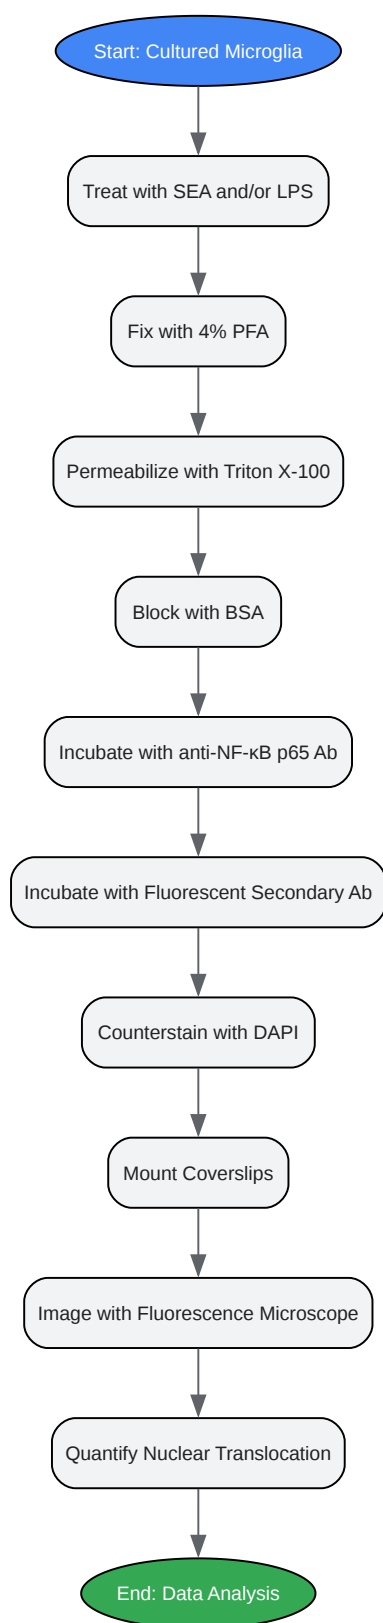 Start: Cultured Microglia
Treat with SEA and/or LPS
Fix with 4% PFA
Permeabilize with Triton X-100
Block with BSA
Incubate with anti-NF-κB p65 Ab
Incubate with Fluorescent Secondary Ab
Counterstain with DAPI
Mount Coverslips
Image with Fluorescence Microscope
Quantify Nuclear Translocation
End: Data Analysis